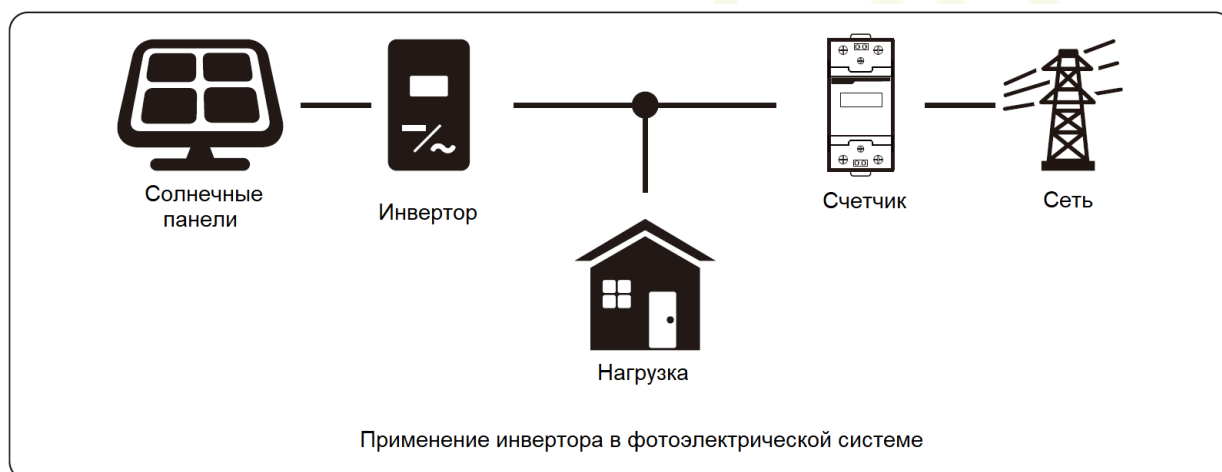 Солнечные
панели
Инвертор
Счетчик
Сеть
Нагрузка
Применение инвертора в фотоэлектрической системе